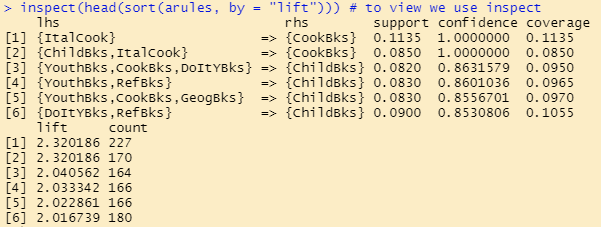 > inspect(head(sort(arules, by = "lift"))) # to view we use inspect
    lhs                            rhs        support confidence coverage
[1] {ItalCook}                  => {CookBks}  0.1135  1.0000000  0.1135
[2] {ChildBks,ItalCook}         => {CookBks}  0.0850  1.0000000  0.0850
[3] {YouthBks,CookBks,DoItYBks} => {ChildBks} 0.0820  0.8631579  0.0950
[4] {YouthBks,RefBks}           => {ChildBks} 0.0830  0.8601036  0.0965
[5] {YouthBks,CookBks,GeogBks}  => {ChildBks} 0.0830  0.8556701  0.0970
[6] {DoItYBks,RefBks}           => {ChildBks} 0.0900  0.8530806  0.1055
    lift     count
[1] 2.320186 227
[2] 2.320186 170
[3] 2.040562 164
[4] 2.033342 166
[5] 2.022861 166
[6] 2.016739 180